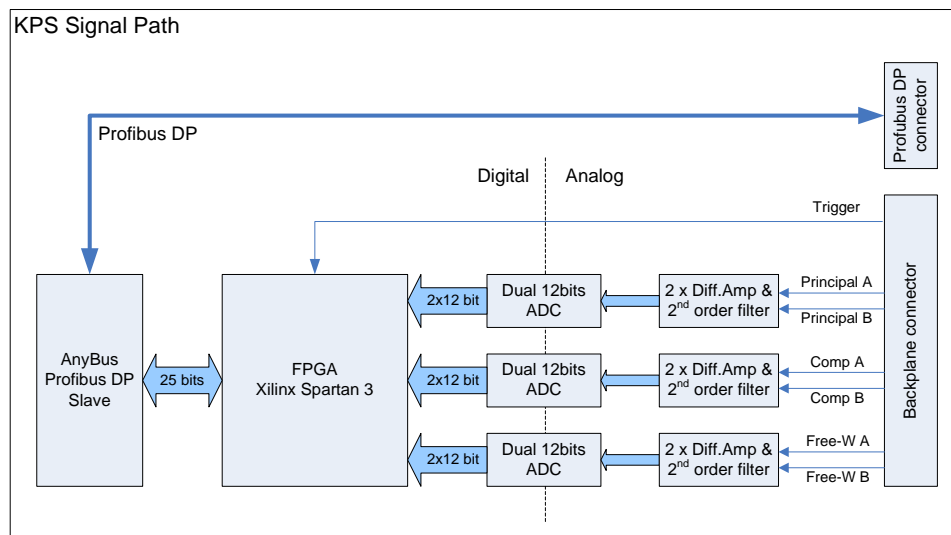 KPS Signal Path
Profubus DP
connector
Profibus DP
Digital
Analog
Trigger
Backplane connector
AnyBus
Profibus DP
Slave
25 bits
FPGA
Xilinx Spartan 3
2x12 bit
Dual 12bits
ADC
2 x Diff.Amp &
2nd order filter
Principal A
Principal B
2x12 bit
Dual 12bits
ADC
2 x Diff.Amp &
2nd order filter
Comp A
Comp B
2x12 bit
Dual 12bits
ADC
2 x Diff.Amp &
2nd order filter
Free-W A
Free-W B